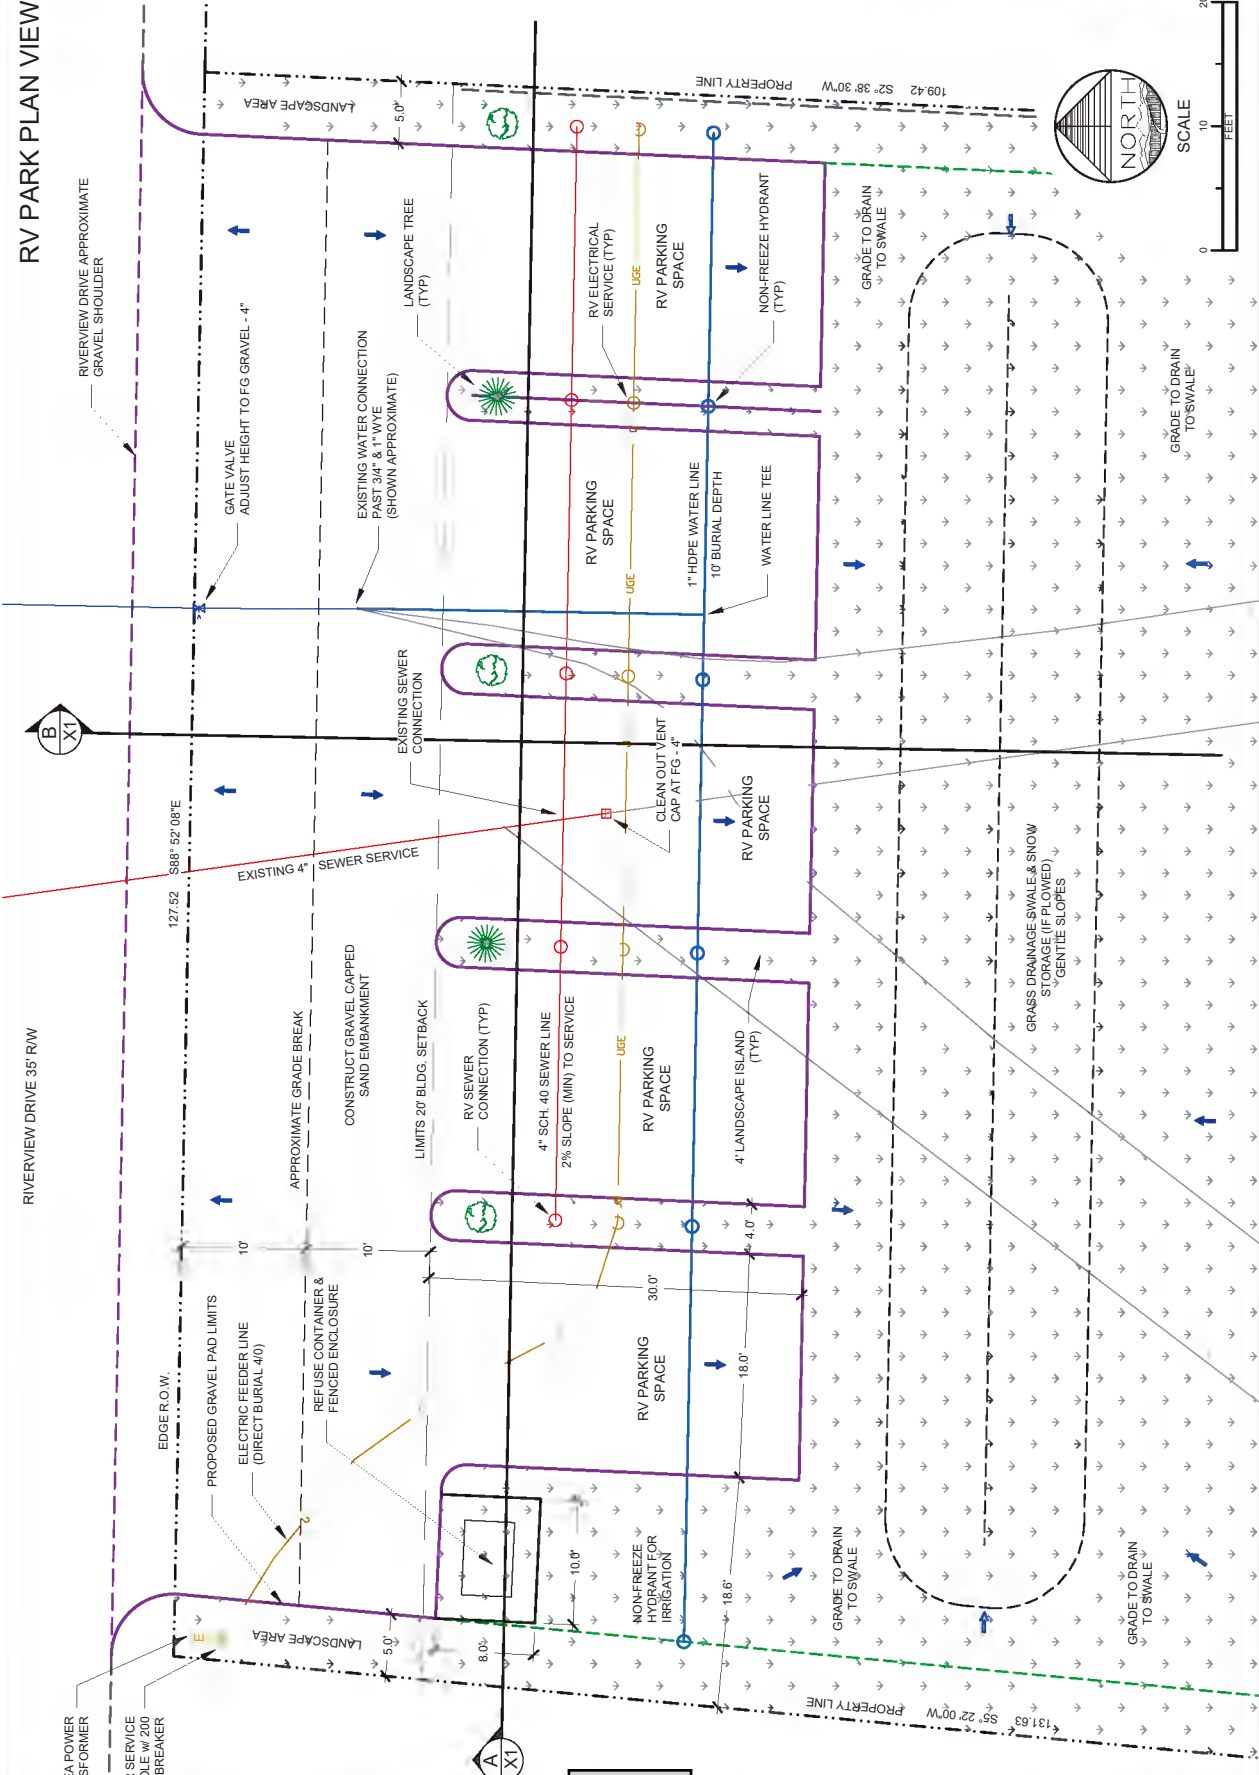 RV PARK PLAN VIEW
RIVERVIEW DRIVE 35' R/W
RIVERVIEW DRIVE APPROXIMATE
GRAVEL SHOULDER
B
X1
127.52
S88° 52' 08"E
EDGE R.O.W.
GATE VALVE
ADJUST HEIGHT TO FG GRAVEL - 4"
LANDSCAPE AREA
5.0'
PROPERTY LINE
S2° 38' 30"W
109.42
EXISTING WATER CONNECTION
PAST 3/4" & 1" WYE
(SHOWN APPROXIMATE)
LANDSCAPE TREE
(TYP)
EXISTING 4"
SEWER SERVICE
EXISTING SEWER
CONNECTION
APPROXIMATE GRADE BREAK
CONSTRUCT GRAVEL CAPPED
SAND EMBANKMENT
LIMITS 20' BLDG. SETBACK
10'
10'
PROPOSED GRAVEL PAD LIMITS
ELECTRIC FEEDER LINE
(DIRECT BURIAL 4/0)
REFUSE CONTAINER &
FENCED ENCLOSURE
E
LANDSCAPE AREA
5.0'
8.0'
10.0'
A
X1
RV SEWER
CONNECTION (TYP)
4" SCH. 40 SEWER LINE
2% SLOPE (MIN) TO SERVICE
RV ELECTRICAL
SERVICE (TYP)
NON-FREEZE HYDRANT
(TYP)
UGE
UGE
UGE
RV PARKING
SPACE
RV PARKING
SPACE
RV PARKING
SPACE
RV PARKING
SPACE
RV PARKING
SPACE
CLEAN OUT VENT
CAP AT FG - 4"
1" HDPE WATER LINE
10' BURIAL DEPTH
WATER LINE TEE
4' LANDSCAPE ISLAND
(TYP)
30.0'
4.0'
18.0'
18.6'
NON-FREEZE
HYDRANT FOR
IRRIGATION
GRADE TO DRAIN
TO SWALE
GRADE TO DRAIN
TO SWALE
GRADE TO DRAIN
TO SWALE
GRADE TO DRAIN
TO SWALE
GRASS DRAINAGE SWALE & SNOW
STORAGE (IF PLOWED)
GENTLE SLOPES
PROPERTY LINE
S5° 22' 00"W
131.63
NORTH
SCALE
0
10
20
FEET
POWER
SERVICE
w/ 200
BREAKER